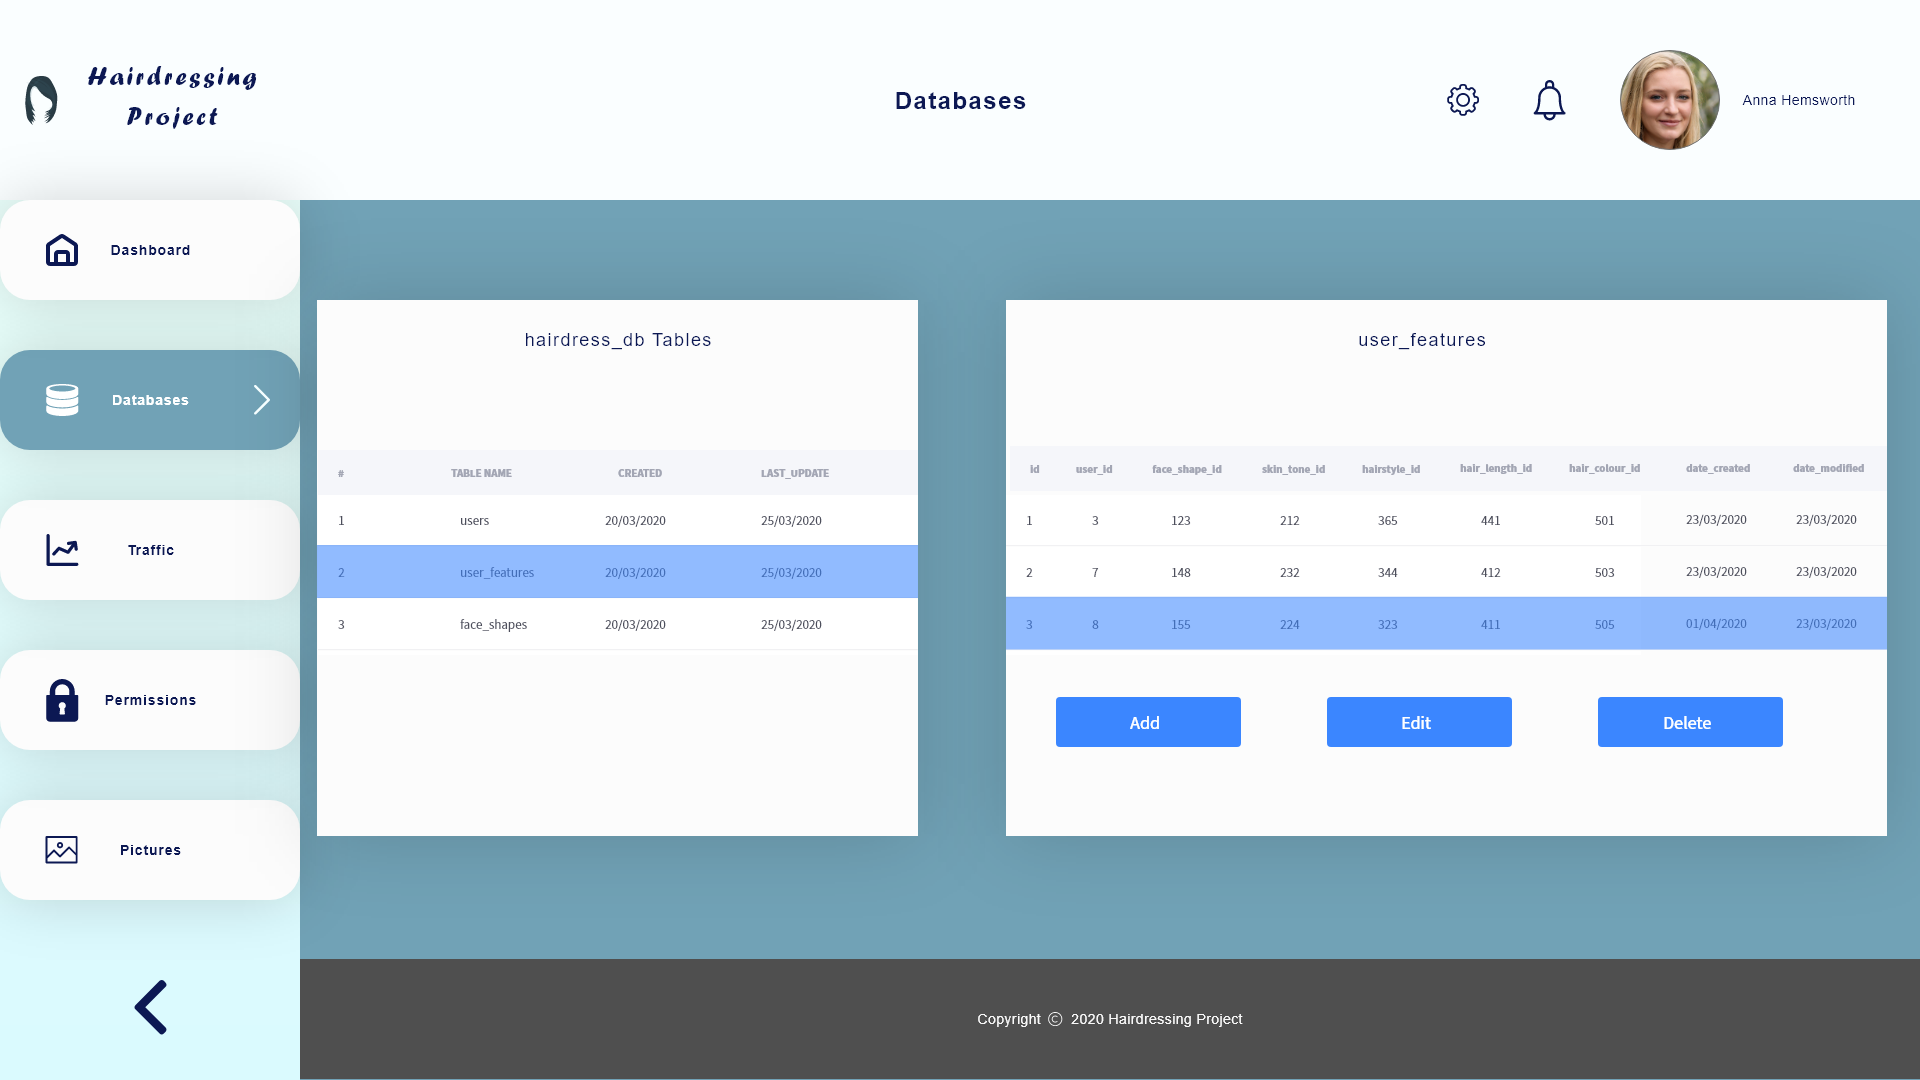 Hairdressing
Project
Databases
Anna Hemsworth
Dashboard
Databases
Traffic
Permissions
Pictures
hairdress_db Tables
# TABLE NAME CREATED LAST_UPDATE
1 users 20/03/2020 25/03/2020
2 user_features 20/03/2020 25/03/2020
3 face_shapes 20/03/2020 25/03/2020
user_features
id user_id face_shape_id skin_tone_id hairstyle_id hair_length_id hair_colour_id date_created date_modified
1 3 123 212 365 441 501 23/03/2020 23/03/2020
2 7 148 232 344 412 503 23/03/2020 23/03/2020
3 8 155 224 323 411 505 01/04/2020 23/03/2020
Add Edit Delete
Copyright © 2020 Hairdressing Project